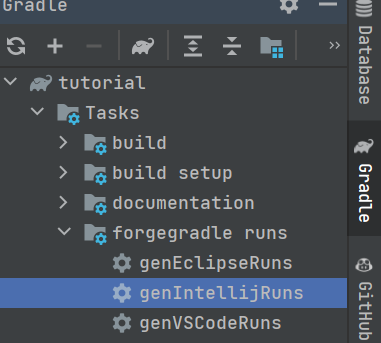 Gradle
tutorial
Tasks
build
build setup
documentation
forgegradle runs
genEclipseRuns
genIntellijRuns
genVSCodeRuns
Database
Gradle
GitHub